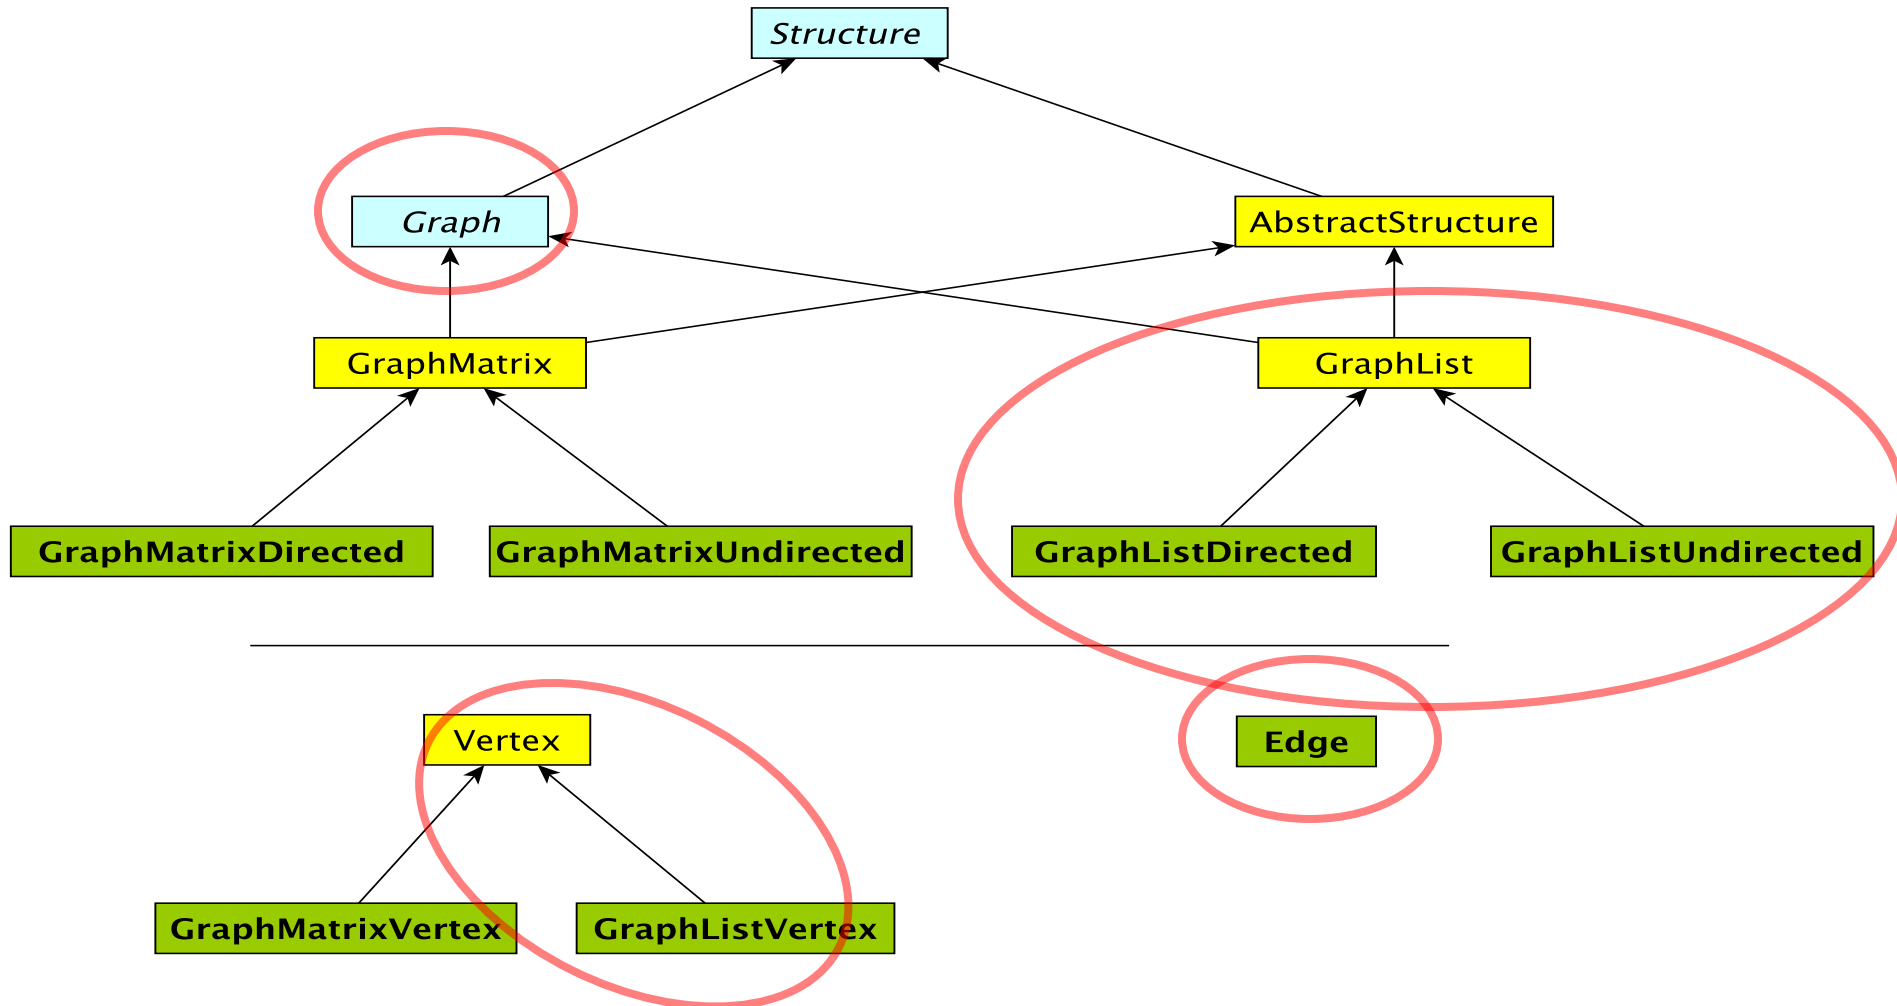 Structure
Graph
AbstractStructure
GraphMatrix
GraphList
GraphMatrixDirected
GraphMatrixUndirected
GraphListDirected
GraphListUndirected
Vertex
Edge
GraphMatrixVertex
GraphListVertex